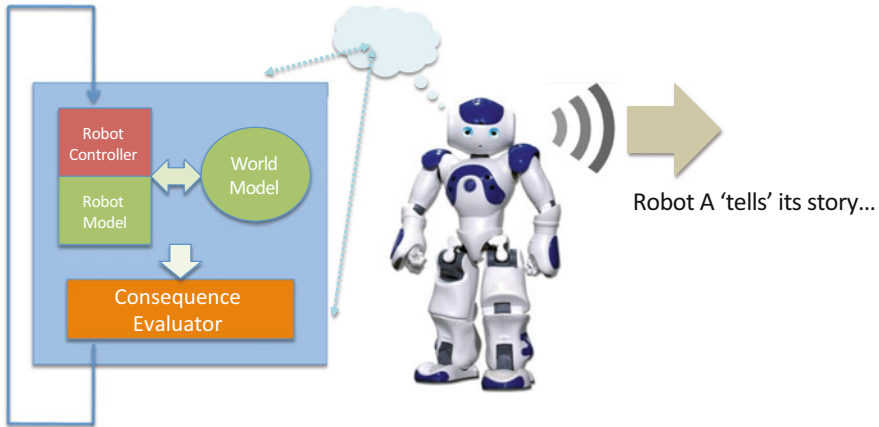 Robot
Controller
Robot
Model
World
Model
Consequence
Evaluator
Robot A ‘tells’ its story...